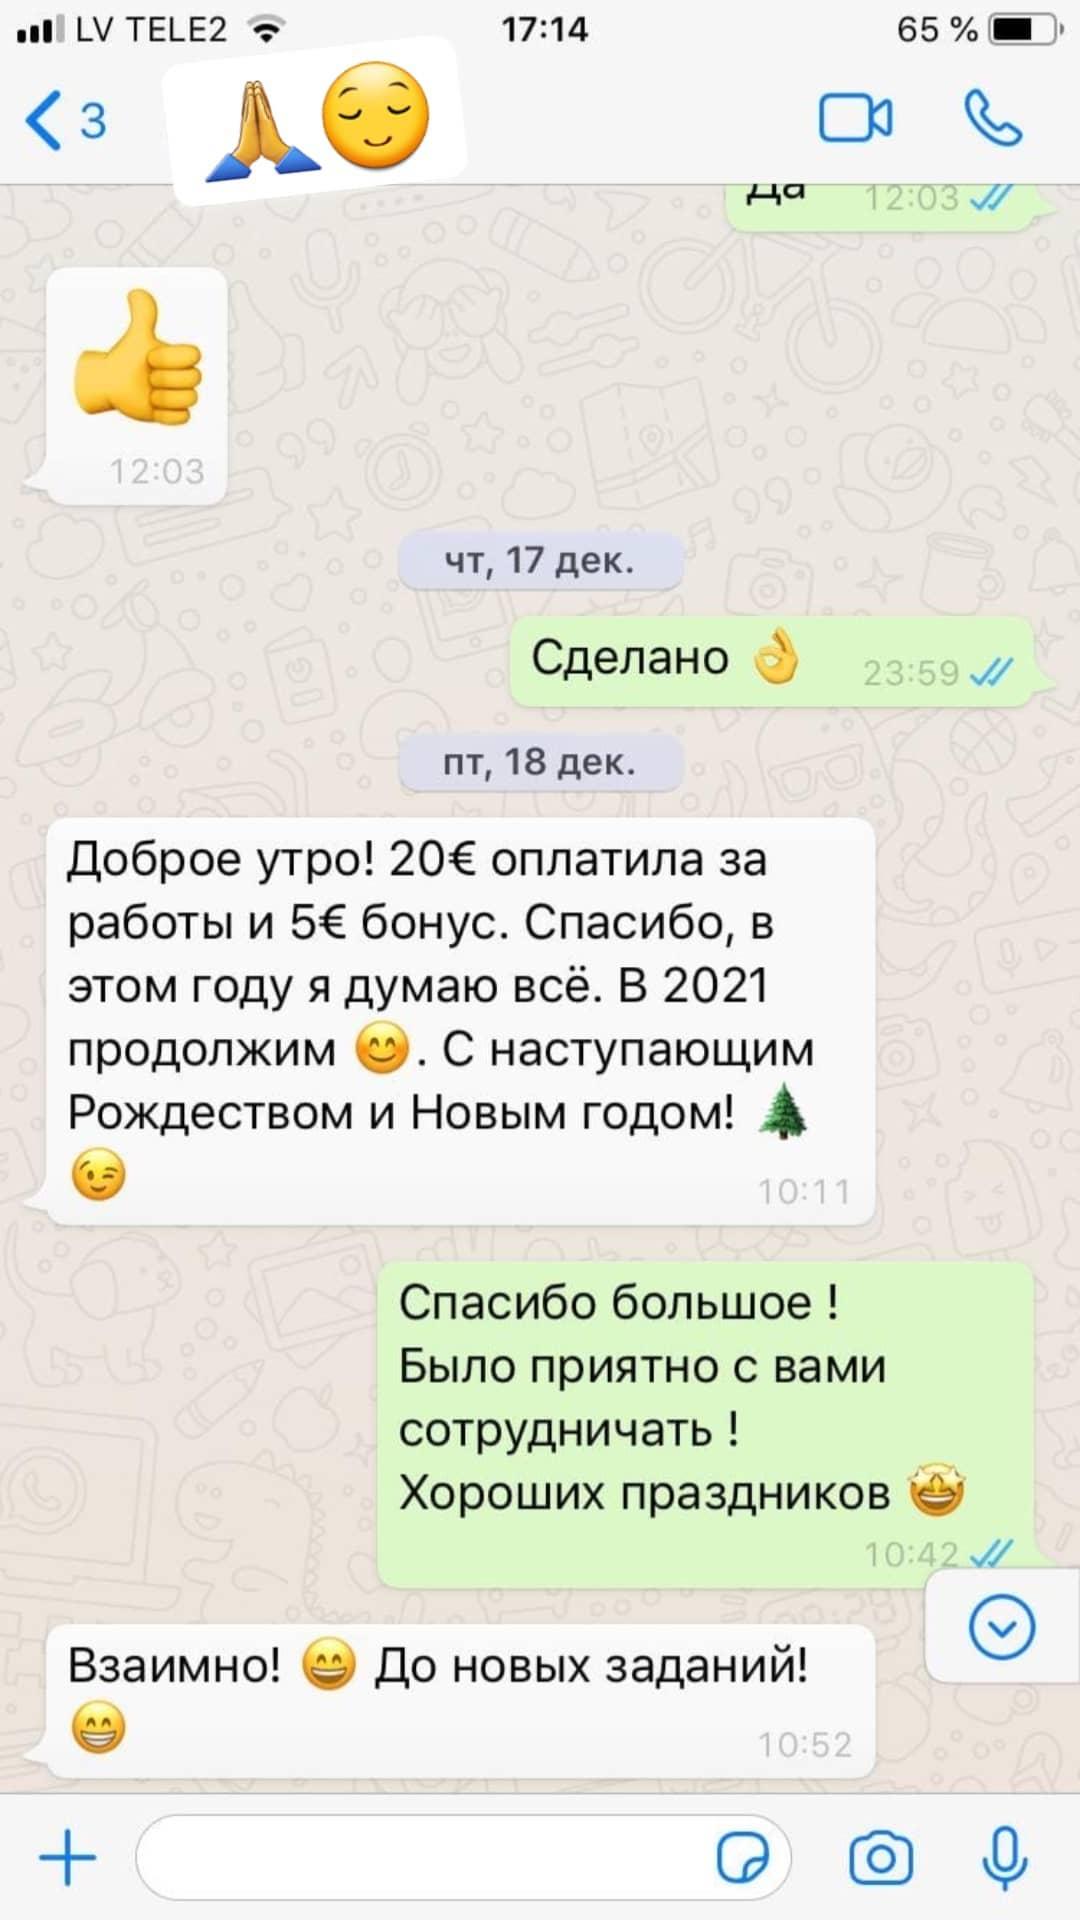 LV TELE2 17:14 65 %
3
Да 12:03
12:03
чт, 17 дек.
Сделано 👌 23:59
пт, 18 дек.
Доброе утро! 20€ оплатила за
работы и 5€ бонус. Спасибо, в
этом году я думаю всё. В 2021
продолжим 😊. С наступающим
Рождеством и Новым годом! 🌲
😉 10:11
Спасибо большое !
Было приятно с вами
сотрудничать !
Хороших праздников 🤩
10:42
Взаимно! 😄 До новых заданий!
😁 10:52